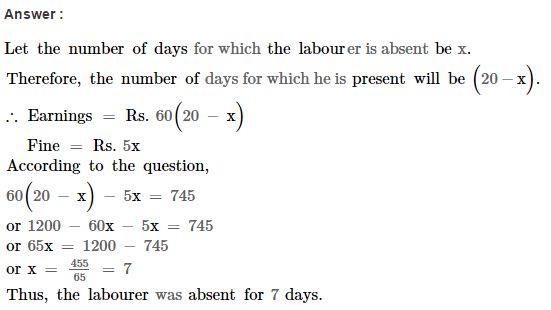 Answer :
Let the number of days for which the labourer is absent be x.
Therefore, the number of days for which he is present will be (20 − x).
∴ Earnings = Rs. 60(20 − x)
Fine = Rs. 5x
According to the question,
60(20 − x) − 5x = 745
or 1200 − 60x − 5x = 745
or 65x = 1200 − 745
or x = 455/65 = 7
Thus, the labourer was absent for 7 days.